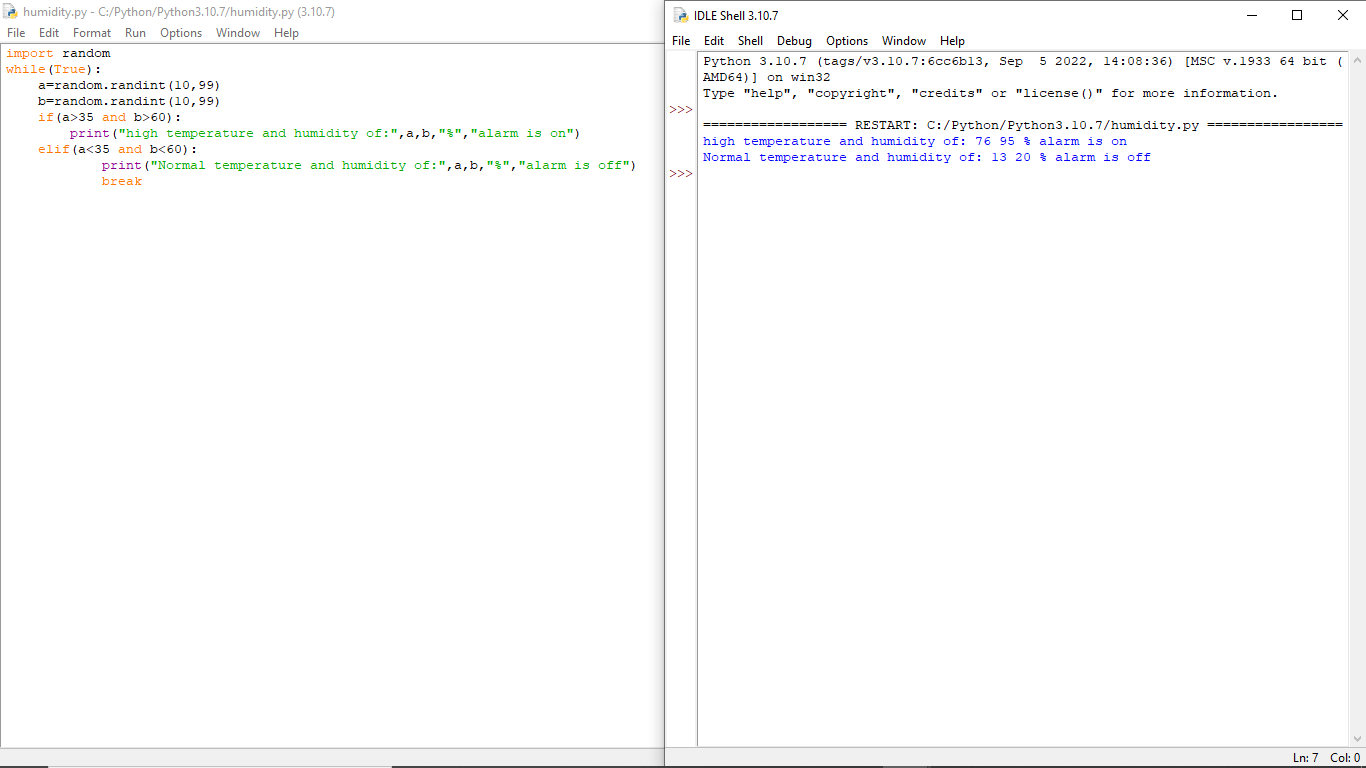 humidity.py - C:/Python/Python3.10.7/humidity.py (3.10.7)
File Edit Format Run Options Window Help
import random
while(True):
    a=random.randint(10,99)
    b=random.randint(10,99)
    if(a>35 and b>60):
        print("high temperature and humidity of:",a,b,"%","alarm is on")
    elif(a<35 and b<60):
            print("Normal temperature and humidity of:",a,b,"%","alarm is off")
            break
IDLE Shell 3.10.7
File Edit Shell Debug Options Window Help
Python 3.10.7 (tags/v3.10.7:6cc6b13, Sep  5 2022, 14:08:36) [MSC v.1933 64 bit (
AMD64)] on win32
Type "help", "copyright", "credits" or "license()" for more information.
>>>
================== RESTART: C:/Python/Python3.10.7/humidity.py =================
high temperature and humidity of: 76 95 % alarm is on
Normal temperature and humidity of: 13 20 % alarm is off
>>>
Ln: 7 Col: 0